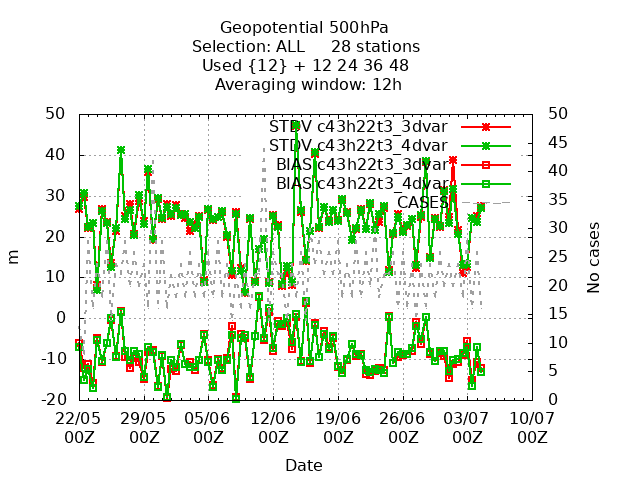 Geopotential 500hPa
Selection: ALL 28 stations
Used {12} + 12 24 36 48
Averaging window: 12h
STDV c43h22t3_3dvar
STDV c43h22t3_4dvar
BIAS c43h22t3_3dvar
BIAS c43h22t3_4dvar
CASES
50
40
30
20
10
0
-10
-20
m
50
45
40
35
30
25
20
15
10
5
0
No cases
22/05 29/05 05/06 12/06 19/06 26/06 03/07 10/07
00Z 00Z 00Z 00Z 00Z 00Z 00Z 00Z
Date